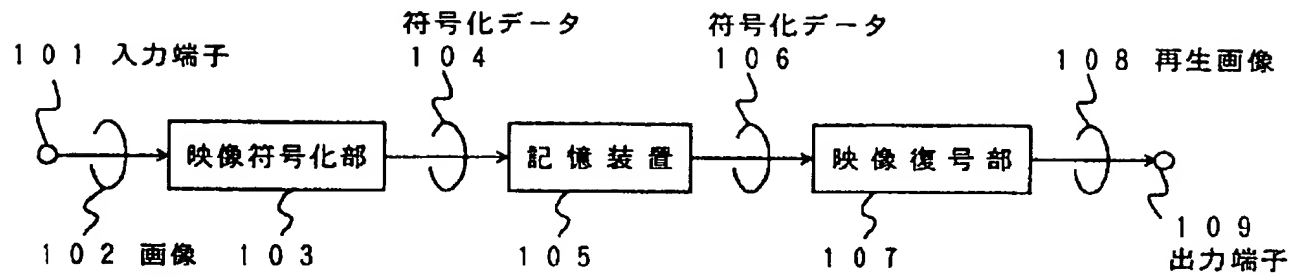 符号化データ
符号化データ
101 入力端子
104
106
108 再生画像
映像符号化部
記憶装置
映像復号部
102 画像
103
105
107
109
出力端子